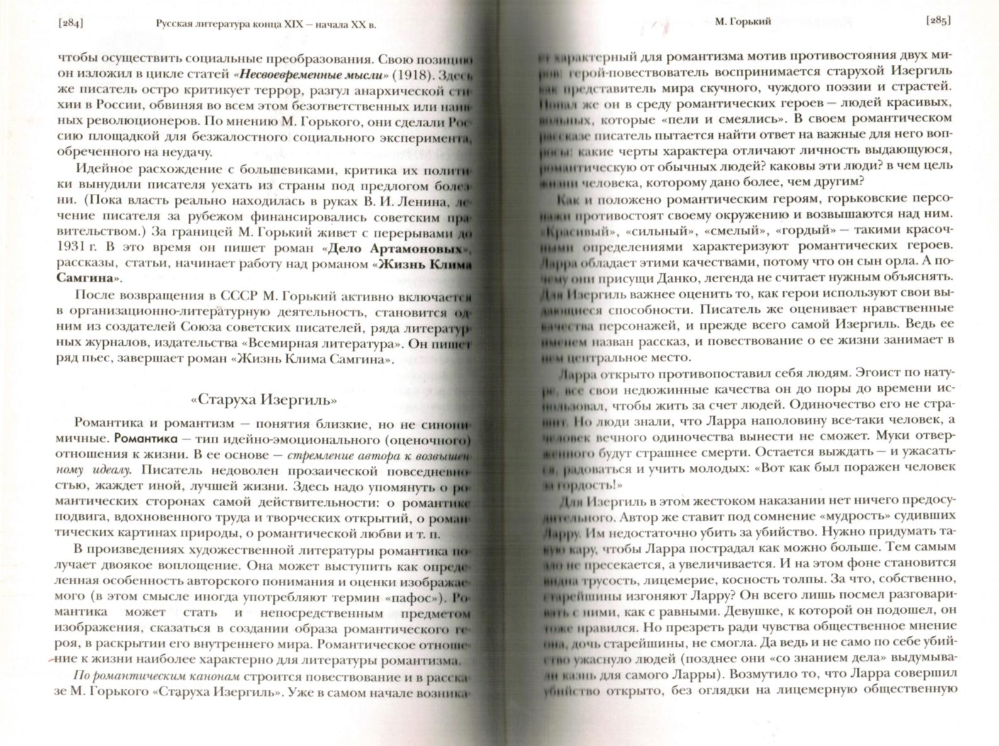 [284] Русская литература конца XIX – начала XX в.
чтобы осуществить социальные преобразования. Свою позицию
он изложил в цикле статей «Несвоевременные мысли» (1918). Здесь
же писатель остро критикует террор, разгул анархической сти-
хии в России, обвиняя во всем этом безответственных или наив-
ных революционеров. По мнению М. Горького, они сделали Рос-
сию площадкой для безжалостного социального эксперимента,
обреченного на неудачу.
Идейное расхождение с большевиками, критика их полити-
ки вынудили писателя уехать из страны под предлогом болез-
ни. (Пока власть реально находилась в руках В. И. Ленина, ле-
чение писателя за рубежом финансировались советским пра-
вительством.) За границей М. Горький живет с перерывами до
1931 г. В это время он пишет роман «Дело Артамоновых»,
рассказы, статьи, начинает работу над романом «Жизнь Клима
Самгина».
После возвращения в СССР М. Горький активно включается
в организационно-литературную деятельность, становится од-
ним из создателей Союза советских писателей, ряда литератур-
ных журналов, издательства «Всемирная литература». Он пишет
ряд пьес, завершает роман «Жизнь Клима Самгина».
«Старуха Изергиль»
Романтика и романтизм – понятия близкие, но не синони-
мичные. Романтика – тип идейно-эмоционального (оценочного)
отношения к жизни. В ее основе – стремление автора к возвышен-
ному идеалу. Писатель недоволен прозаической повседневно-
стью, жаждет иной, лучшей жизни. Здесь надо упомянуть о ро-
мантических сторонах самой действительности: о романтике
подвига, вдохновенного труда и творческих открытий, о роман-
тических картинах природы, о романтической любви и т. п.
В произведениях художественной литературы романтика по-
лучает двоякое воплощение. Она может выступить как опреде-
ленная особенность авторского понимания и оценки изображае-
мого (в этом смысле иногда употребляют термин «пафос»). Ро-
мантика может стать и непосредственным предметом
изображения, сказаться в создании образа романтического ге-
роя, в раскрытии его внутреннего мира. Романтическое отноше-
ние к жизни наиболее характерно для литературы романтизма.
По романтическим канонам строится повествование и в расска-
зе М. Горького «Старуха Изергиль». Уже в самом начале возника-
М. Горький [285]
ет характерный для романтизма мотив противостояния двух ми-
ров: герой-повествователь воспринимается старухой Изергиль
как представитель мира скучного, чуждого поэзии и страстей.
Попал же он в среду романтических героев – людей красивых,
вольных, которые «пели и смеялись». В своем романтическом
рассказе писатель пытается найти ответ на важные для него воп-
росы: какие черты характера отличают личность выдающуюся,
романтическую от обычных людей? каковы эти люди? в чем цель
жизни человека, которому дано более, чем другим?
Как и положено романтическим героям, горьковские персо-
нажи противостоят своему окружению и возвышаются над ним.
«Красивый», «сильный», «смелый», «гордый» – такими красоч-
ными определениями характеризуют романтических героев.
Ларра обладает этими качествами, потому что он сын орла. А по-
чему они присущи Данко, легенда не считает нужным объяснять.
Для Изергиль важнее оценить то, как герои используют свои вы-
дающиеся способности. Писатель же оценивает нравственные
качества персонажей, и прежде всего самой Изергиль. Ведь ее
именем назван рассказ, и повествование о ее жизни занимает в
нем центральное место.
Ларра открыто противопоставил себя людям. Эгоист по нату-
ре, все свои недюжинные качества он до поры до времени ис-
пользовал, чтобы жить за счет людей. Одиночество его не стра-
шит. Но люди знали, что Ларра наполовину все-таки человек, а
человек вечного одиночества вынести не сможет. Муки отвер-
женного будут страшнее смерти. Остается выждать – и ужасать-
ся, радоваться и учить молодых: «Вот как был поражен человек
за гордость!»
Для Изергиль в этом жестоком наказании нет ничего предосу-
дительного. Автор же ставит под сомнение «мудрость» судивших
Ларру. Им недостаточно убить за убийство. Нужно придумать та-
кую кару, чтобы Ларра пострадал как можно больше. Тем самым
зло не пресекается, а увеличивается. И на этом фоне становится
видна трусость, лицемерие, косность толпы. За что, собственно,
старейшины изгоняют Ларру? Он всего лишь посмел разговари-
вать с ними, как с равными. Девушке, к которой он подошел, он
тоже нравился. Но презреть ради чувства общественное мнение
она, дочь старейшины, не смогла. Да ведь и не само по себе убий-
ство ужаснуло людей (позднее они «со знанием дела» выдумыва-
ли казнь для самого Ларры). Возмутило то, что Ларра совершил
убийство открыто, без оглядки на лицемерную общественную